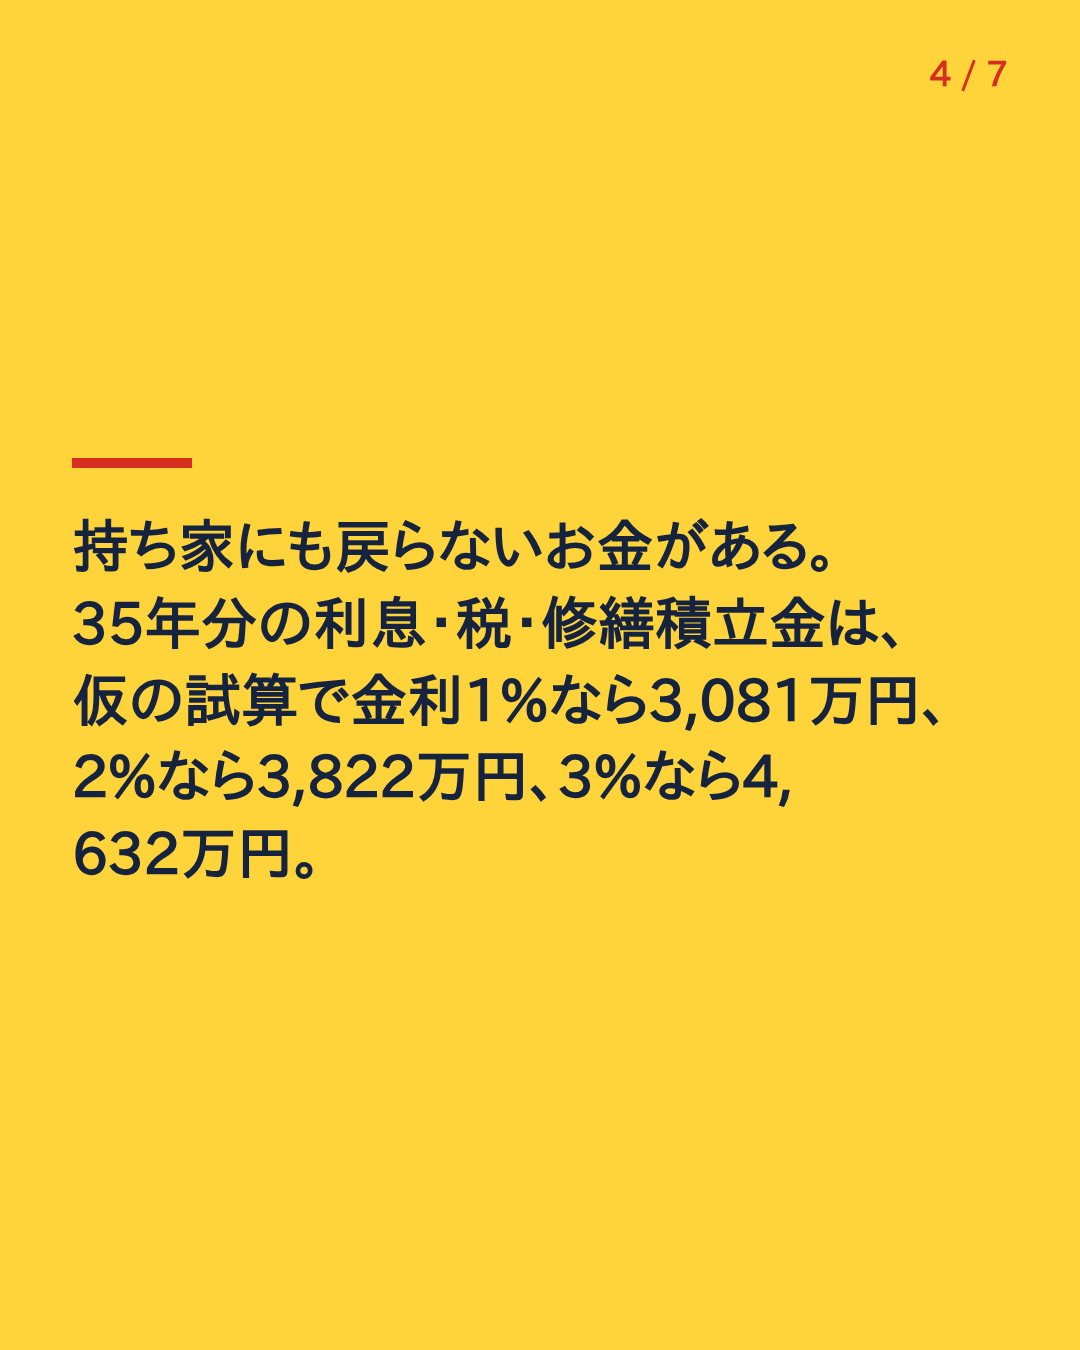 4 / 7
持ち家にも戻らないお金がある。
35年分の利息・税・修繕積立金は、
仮の試算で金利1%なら3,081万円、
2%なら3,822万円、3%なら4,
632万円。